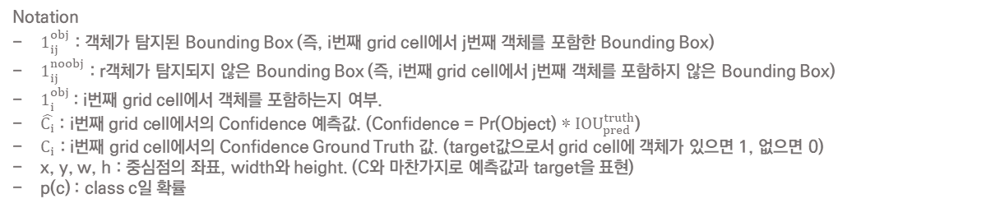 Notation
– 1_{ij}^{obj} : 객체가 탐지된 Bounding Box (즉, i번째 grid cell에서 j번째 객체를 포함한 Bounding Box)
– 1_{ij}^{noobj} : r객체가 탐지되지 않은 Bounding Box (즉, i번째 grid cell에서 j번째 객체를 포함하지 않은 Bounding Box)
– 1_{i}^{obj} : i번째 grid cell에서 객체를 포함하는지 여부.
– \widehat{C_i} : i번째 grid cell에서의 Confidence 예측값. (Confidence = Pr(Object) * IOU_{pred}^{truth})
– C_i : i번째 grid cell에서의 Confidence Ground Truth 값. (target값으로서 grid cell에 객체가 있으면 1, 없으면 0)
– x, y, w, h : 중심점의 좌표, width와 height. (C와 마찬가지로 예측값과 target을 표현)
– p(c) : class c일 확률